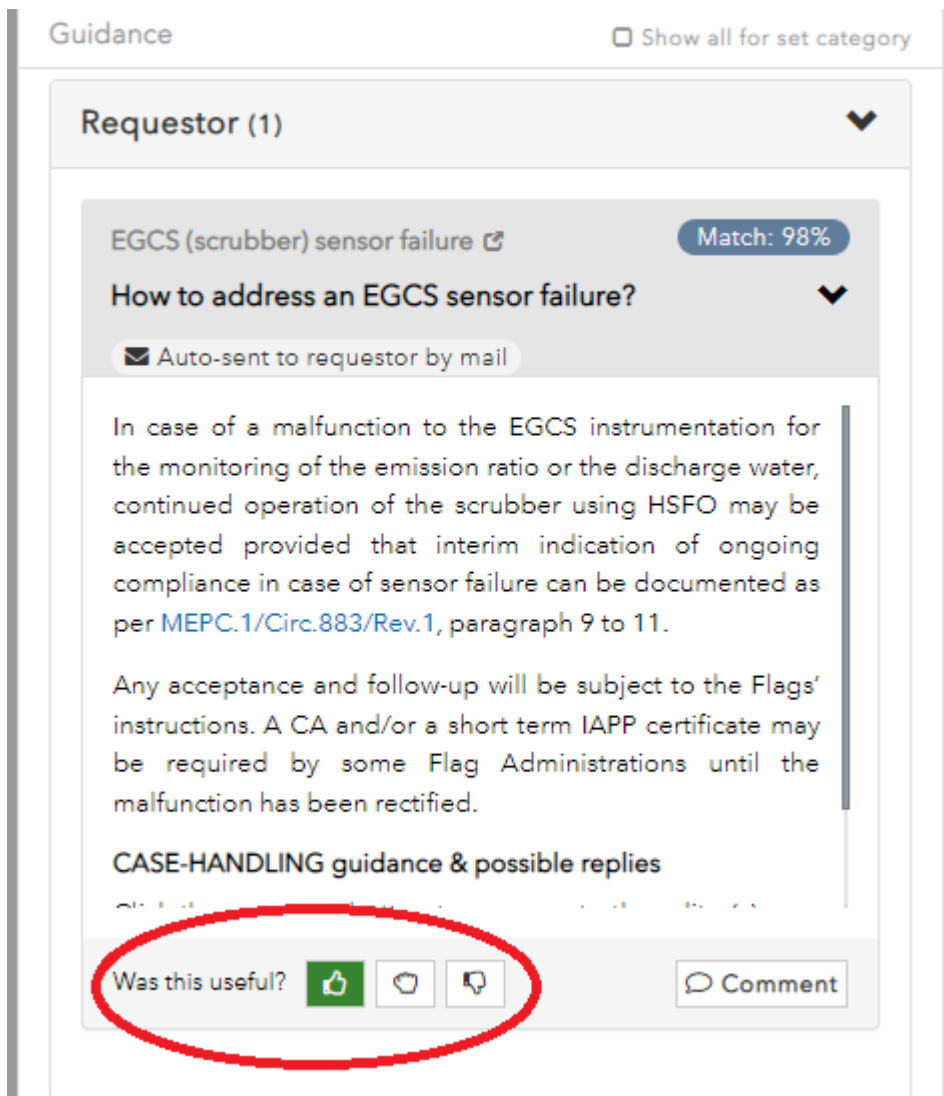 Guidance
Show all for set category
Requestor (1)
EGCS (scrubber) sensor failure
Match: 98%
How to address an EGCS sensor failure?
Auto-sent to requestor by mail
In case of a malfunction to the EGCS instrumentation for
the monitoring of the emission ratio or the discharge water,
continued operation of the scrubber using HSFO may be
accepted provided that interim indication of ongoing
compliance in case of sensor failure can be documented as
per MEPC.1/Circ.883/Rev.1, paragraph 9 to 11.
Any acceptance and follow-up will be subject to the Flags’
instructions. A CA and/or a short term IAPP certificate may
be required by some Flag Administrations until the
malfunction has been rectified.
CASE-HANDLING guidance & possible replies
Was this useful?
Comment